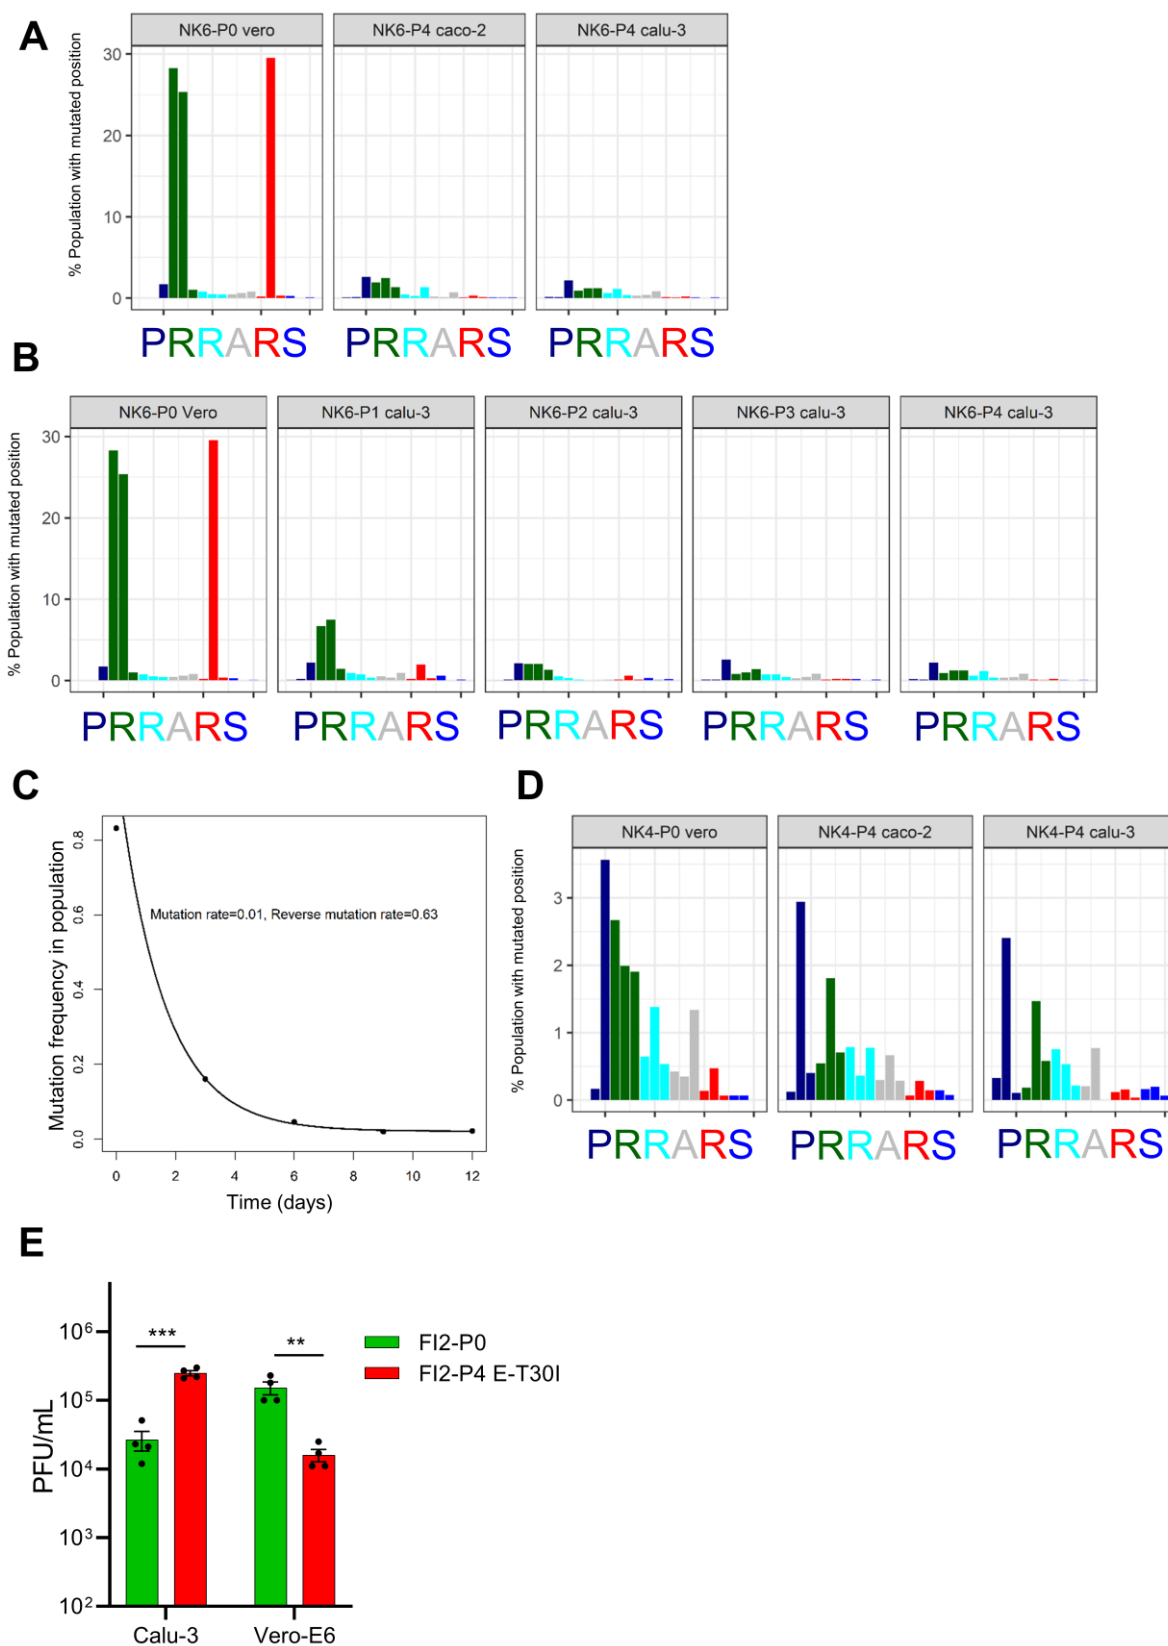 A
NK6-P0 vero
NK6-P4 caco-2
NK6-P4 calu-3
% Population with mutated position
30
20
10
0
PRRARS
PRRARS
PRRARS
B
NK6-P0 Vero
NK6-P1 calu-3
NK6-P2 calu-3
NK6-P3 calu-3
NK6-P4 calu-3
% Population with mutated position
30
20
10
0
PRRARS
PRRARS
PRRARS
PRRARS
PRRARS
C
Mutation frequency in population
0.8
0.6
0.4
0.2
0.0
Mutation rate=0.01, Reverse mutation rate=0.63
0 2 4 6 8 10 12
Time (days)
D
NK4-P0 vero
NK4-P4 caco-2
NK4-P4 calu-3
% Population with mutated position
3
2
1
0
PRRARS
PRRARS
PRRARS
E
PFU/mL
10⁶
10⁵
10⁴
10³
10²
***
**
FI2-P0
FI2-P4 E-T30I
Calu-3
Vero-E6